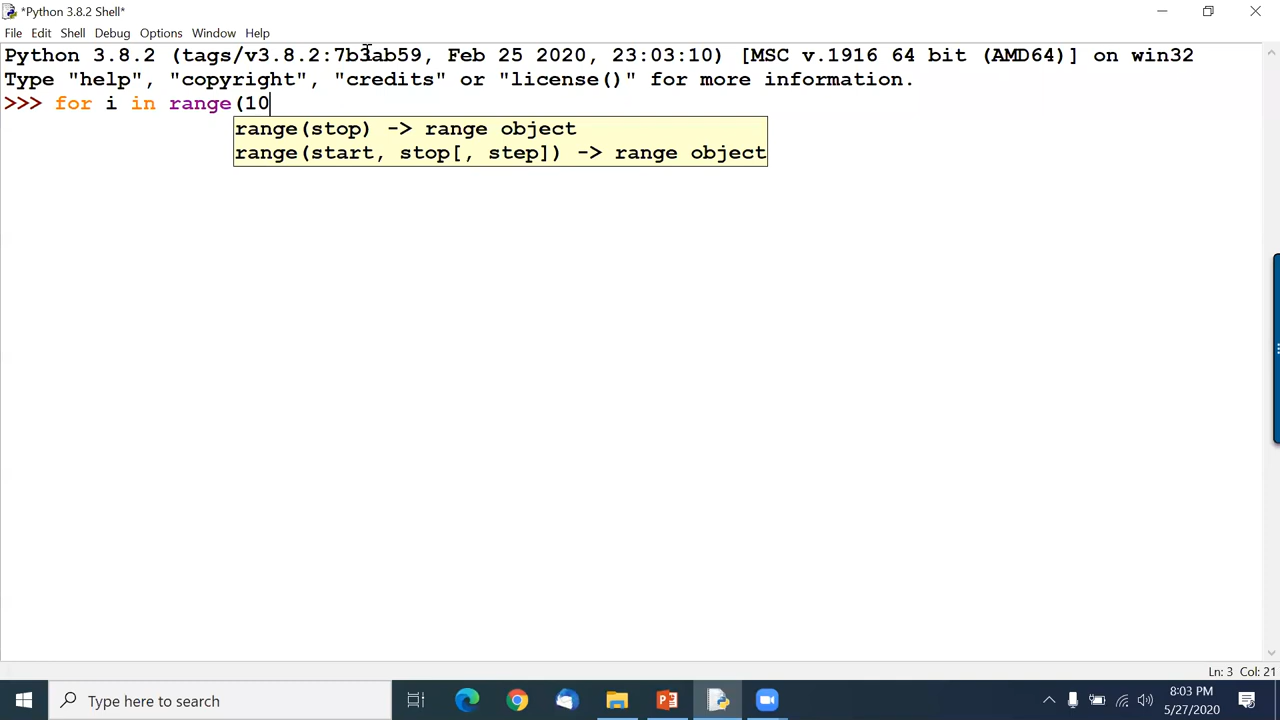 *Python 3.8.2 Shell*
File Edit Shell Debug Options Window Help
Python 3.8.2 (tags/v3.8.2:7b3ab59, Feb 25 2020, 23:03:10) [MSC v.1916 64 bit (AMD64)] on win32
Type "help", "copyright", "credits" or "license()" for more information.
>>> for i in range(10
range(stop) -> range object
range(start, stop[, step]) -> range object
Ln: 3 Col: 21
Type here to search
8:03 PM
5/27/2020